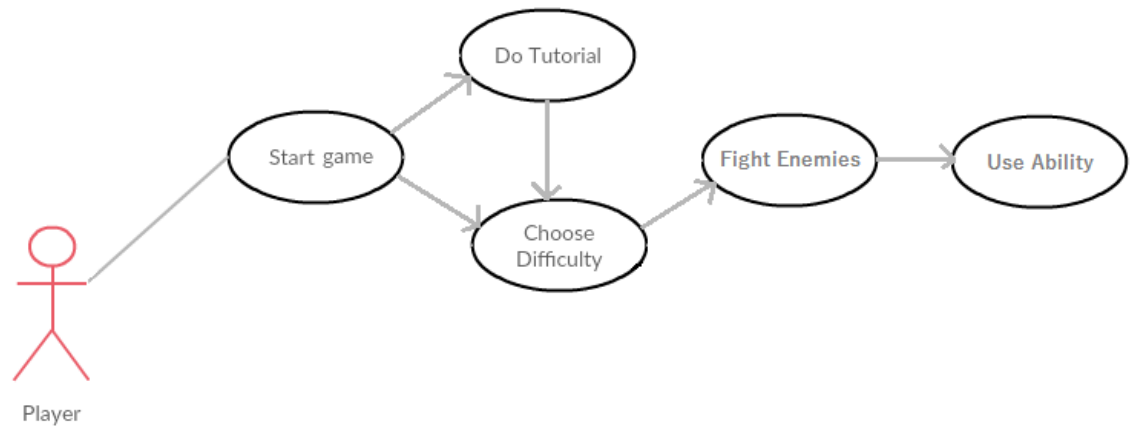 Do Tutorial
Start game
Fight Enemies
Use Ability
Choose
Difficulty
Player